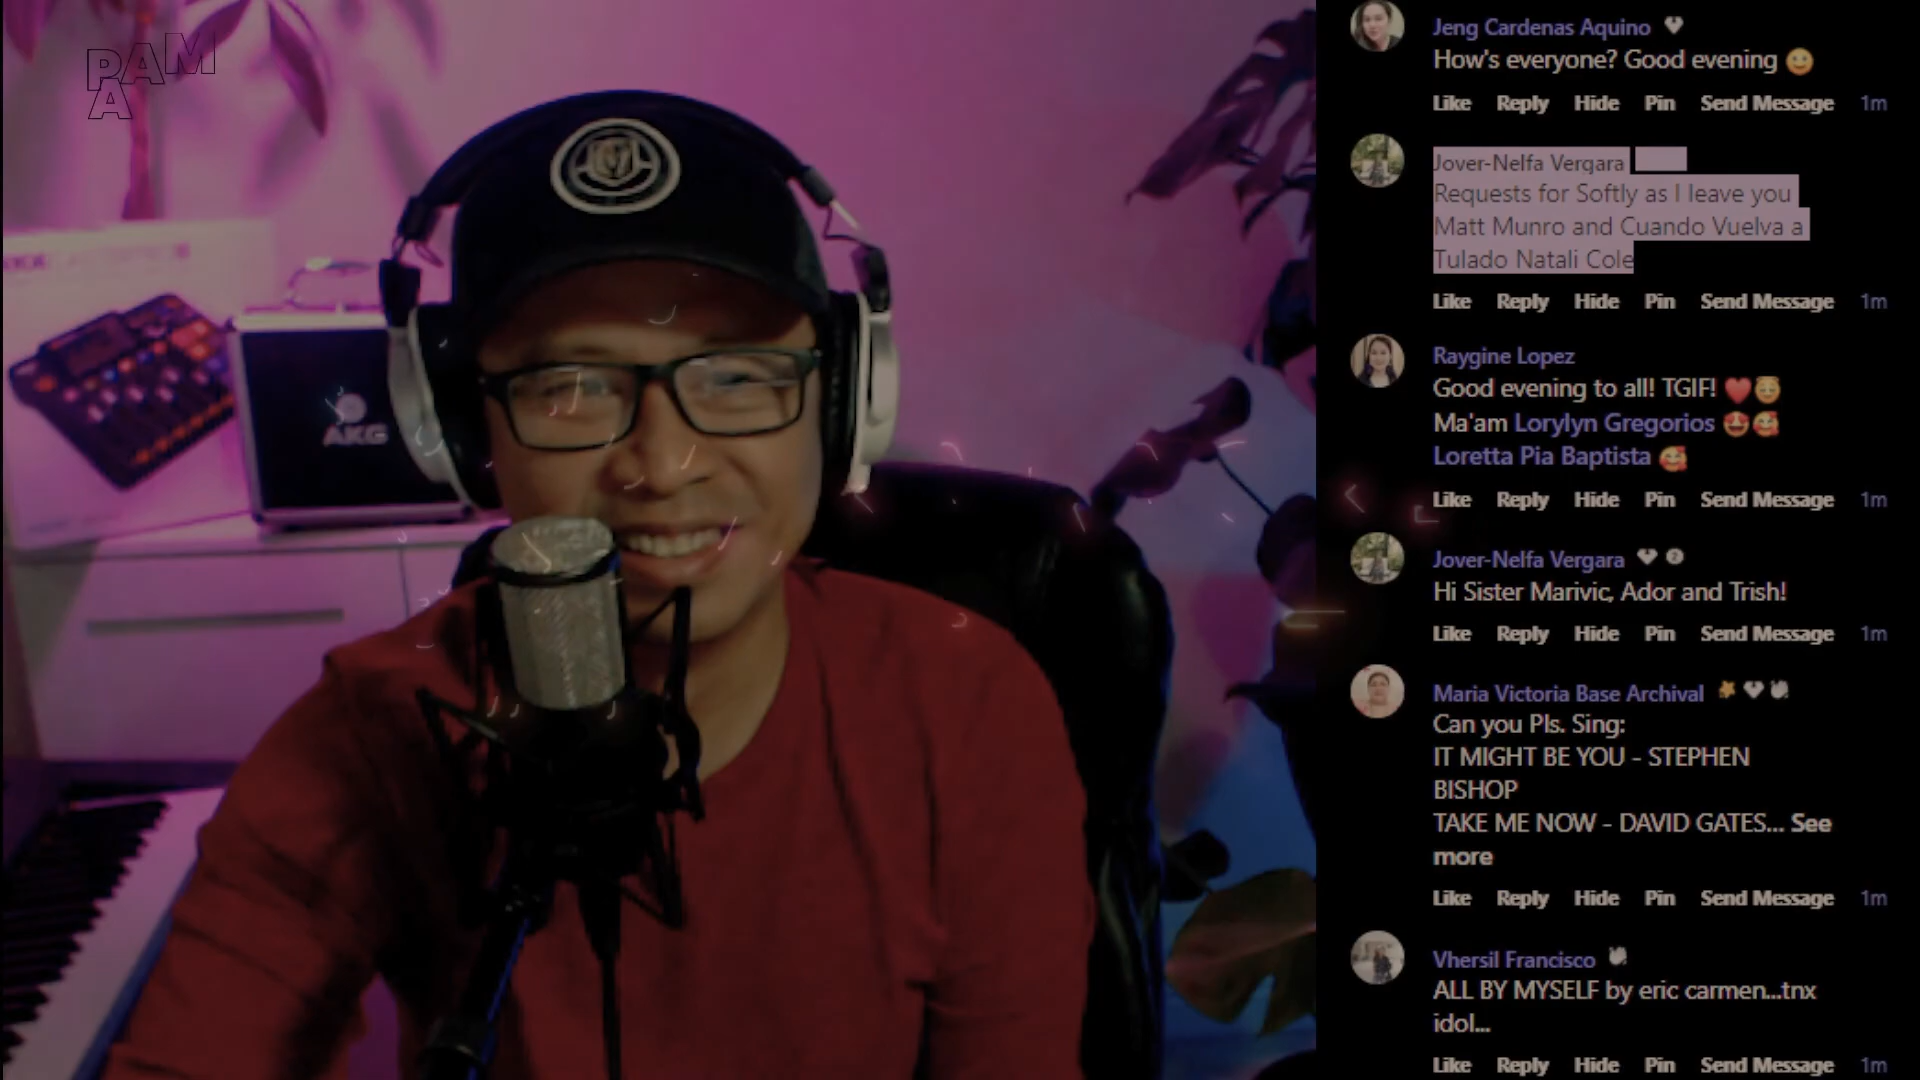 PAM
PA
AKG
Jeng Cardenas Aquino
How's everyone? Good evening
Like Reply Hide Pin Send Message 1m
Jover-Nelfa Vergara
Requests for Softly as I leave you
Matt Munro and Cuando Vuelva a
Tulado Natali Cole
Like Reply Hide Pin Send Message 1m
Raygine Lopez
Good evening to all! TGIF! ❤️😇
Ma'am Lorylyn Gregorios 🤩🥰
Loretta Pia Baptista 🥰
Like Reply Hide Pin Send Message 1m
Jover-Nelfa Vergara
Hi Sister Marivic, Ador and Trish!
Like Reply Hide Pin Send Message 1m
Maria Victoria Base Archival
Can you Pls. Sing:
IT MIGHT BE YOU - STEPHEN
BISHOP
TAKE ME NOW - DAVID GATES... See
more
Like Reply Hide Pin Send Message 1m
Vhersil Francisco
ALL BY MYSELF by eric carmen...tnx
idol...
Like Reply Hide Pin Send Message 1m